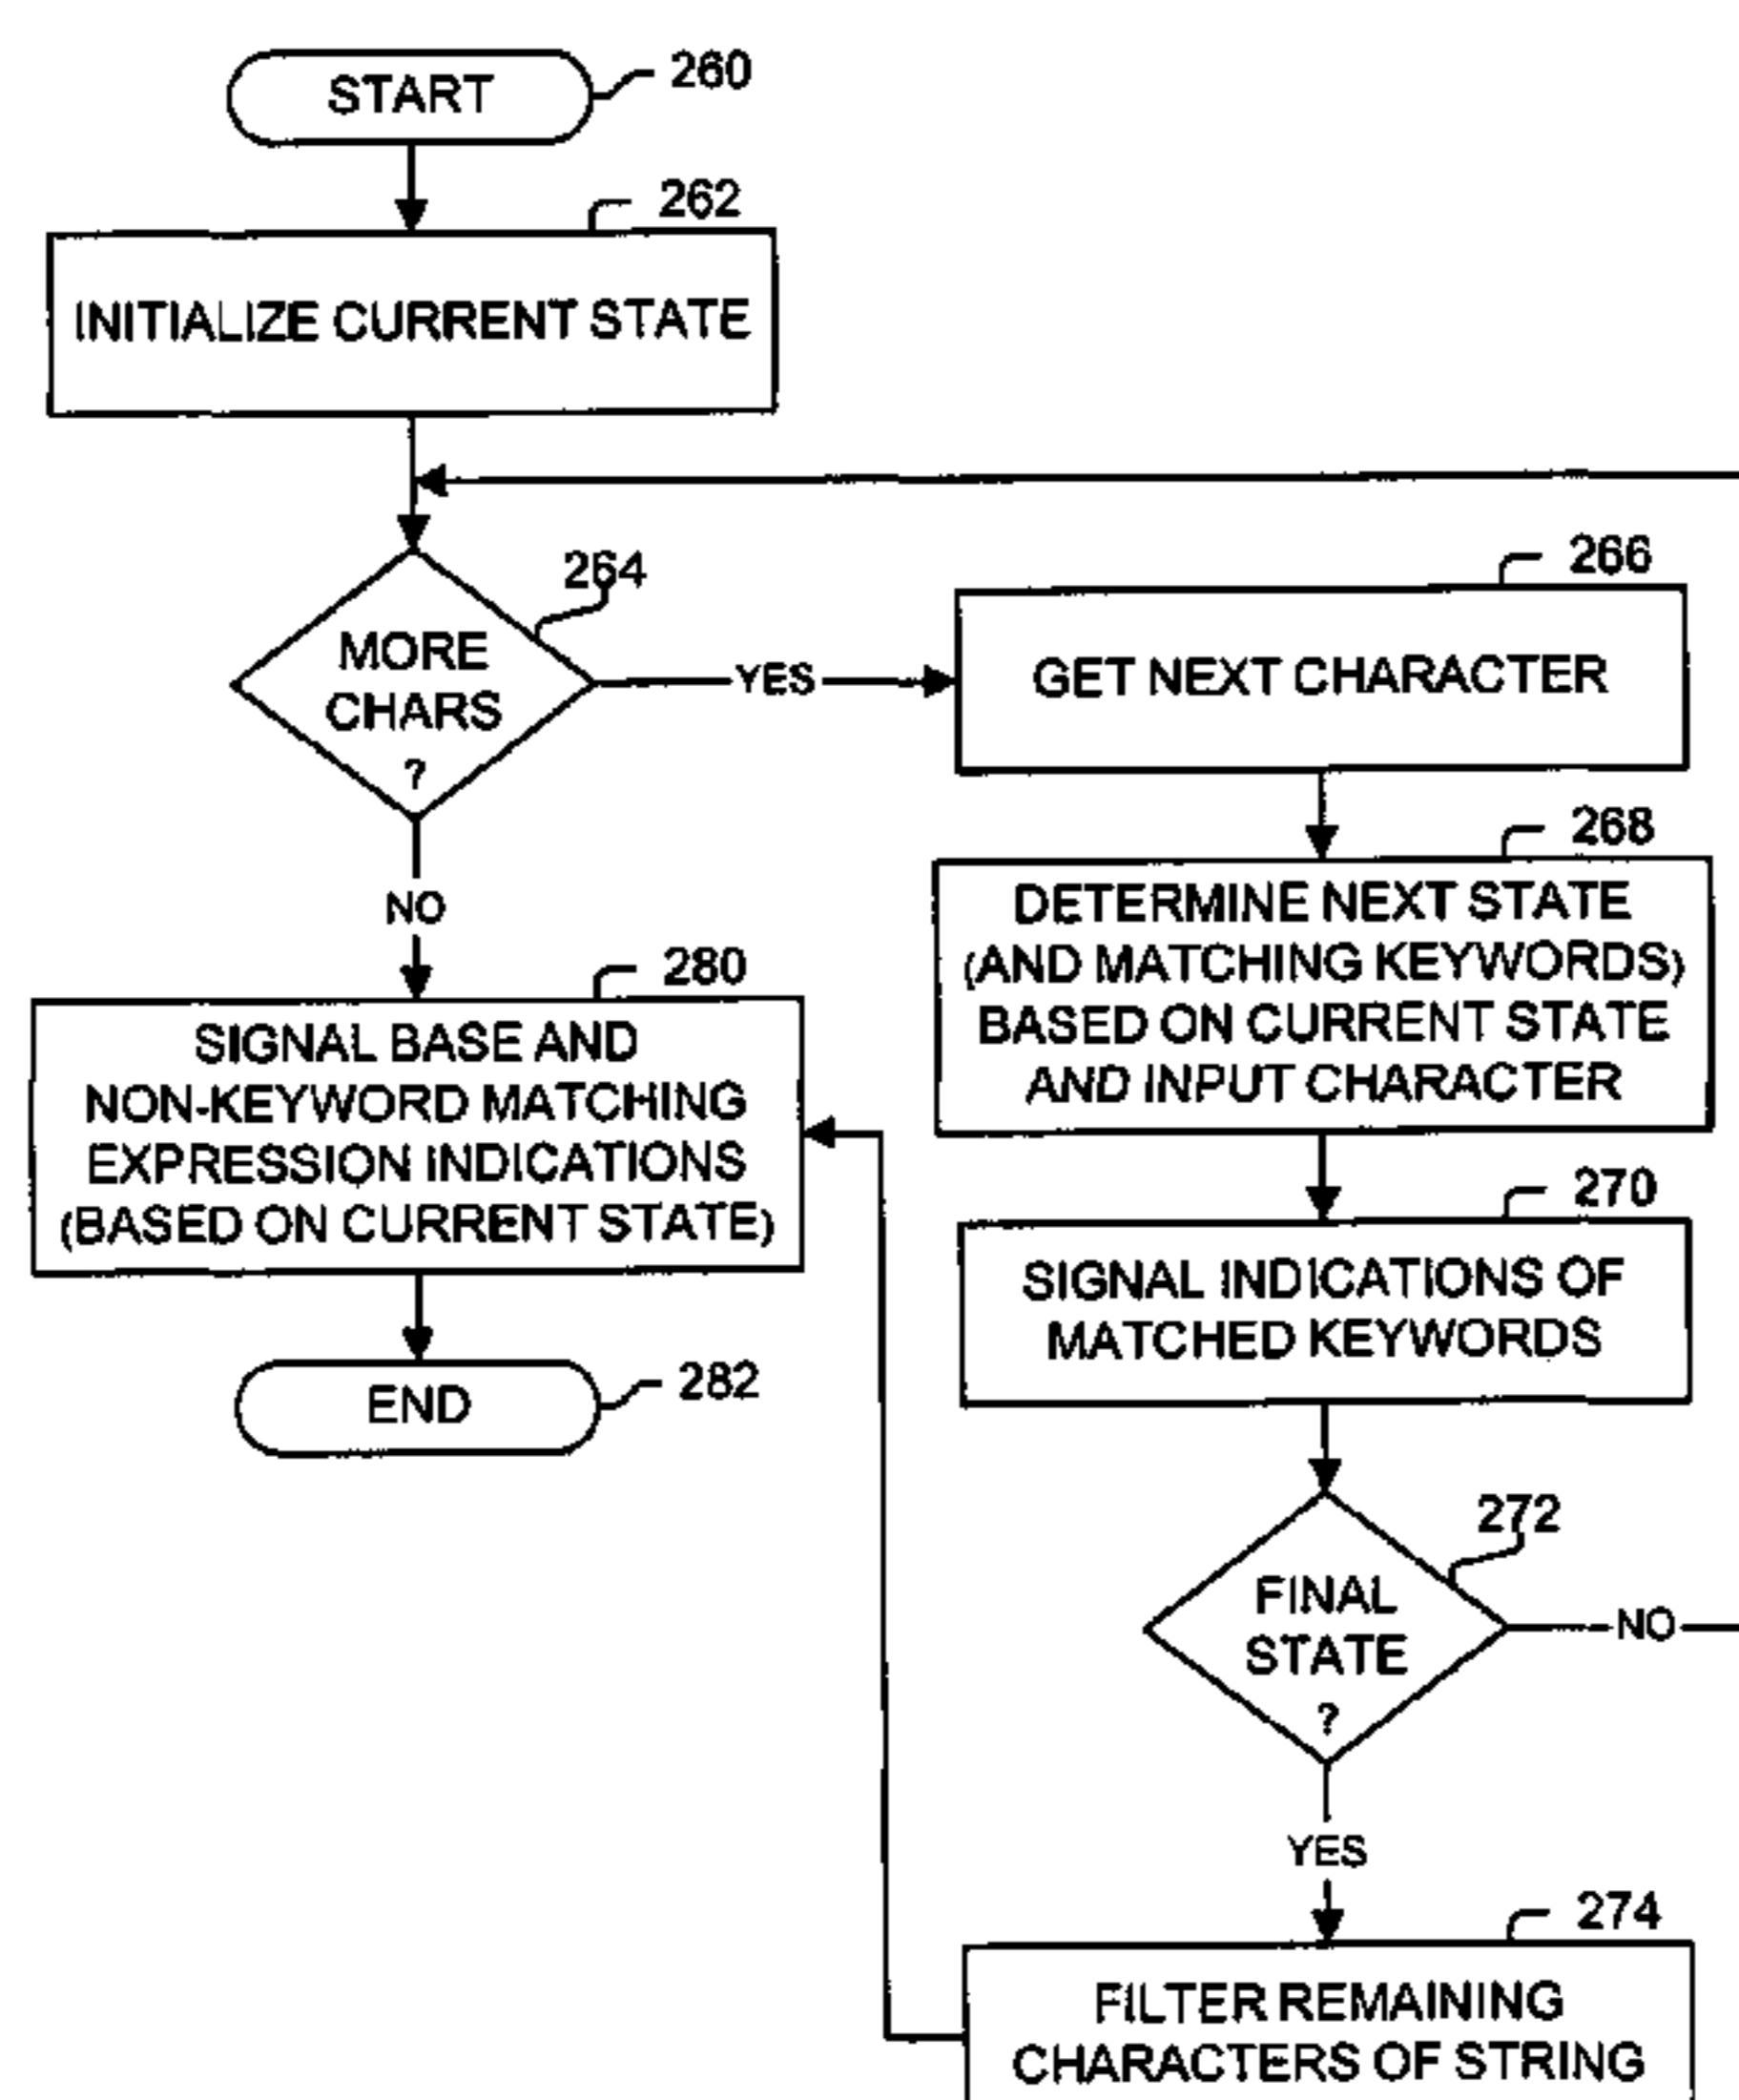 START
260
262
INITIALIZE CURRENT STATE
264
MORE
CHARS
?
YES
266
GET NEXT CHARACTER
268
DETERMINE NEXT STATE
(AND MATCHING KEYWORDS)
BASED ON CURRENT STATE
AND INPUT CHARACTER
NO
280
SIGNAL BASE AND
NON-KEYWORD MATCHING
EXPRESSION INDICATIONS
(BASED ON CURRENT STATE)
270
SIGNAL INDICATIONS OF
MATCHED KEYWORDS
END
282
272
FINAL
STATE
?
NO
YES
274
FILTER REMAINING
CHARACTERS OF STRING